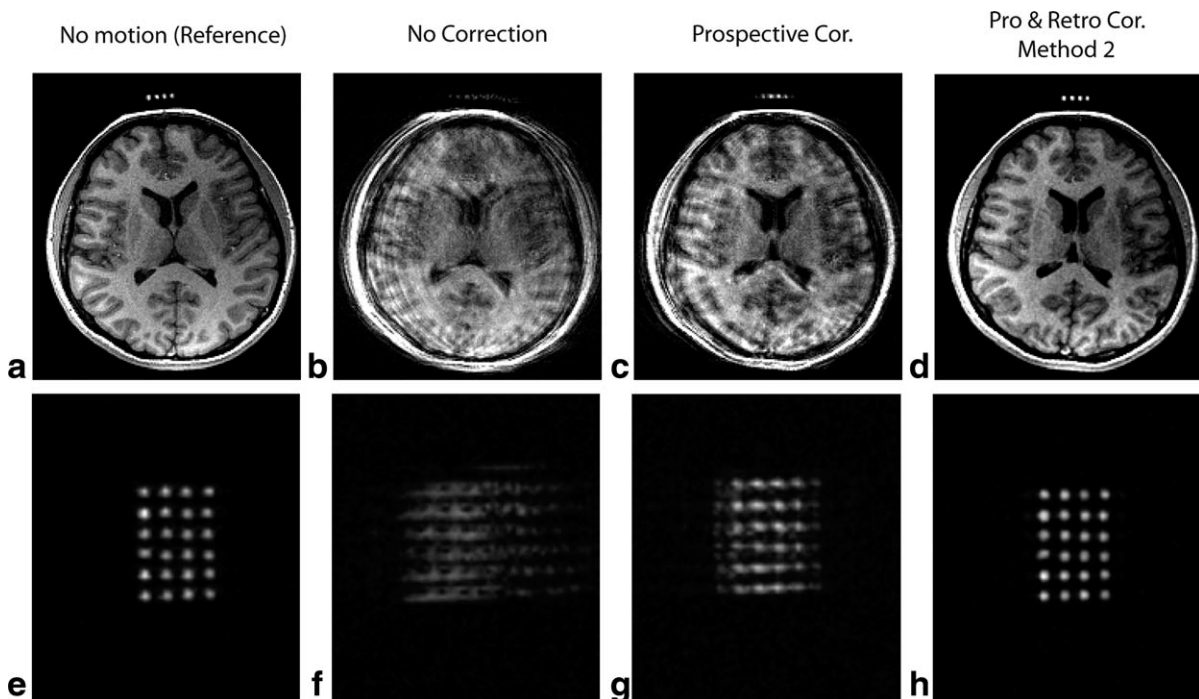 No motion (Reference)
No Correction
Prospective Cor.
Pro & Retro Cor.
Method 2
a
b
c
d
e
f
g
h